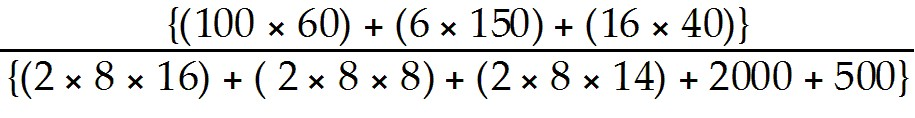 {(100 × 60) + (6 × 150) + (16 × 40)}
{(2 × 8 × 16) + ( 2 × 8 × 8) + (2 × 8 × 14) + 2000 + 500}